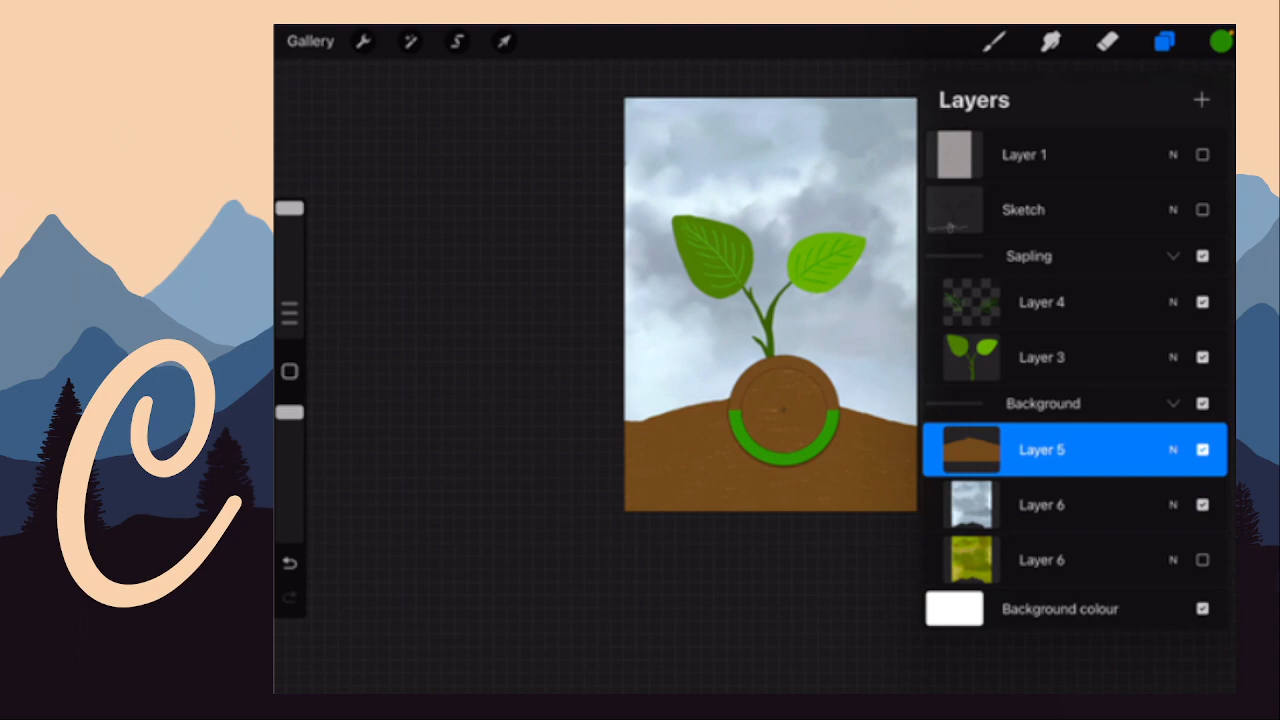 C
Gallery
Layers
Layer 1 N
Sketch N
Sapling
Layer 4 N
Layer 3 N
Background
Layer 5 N
Layer 6 N
Layer 6 N
Background colour